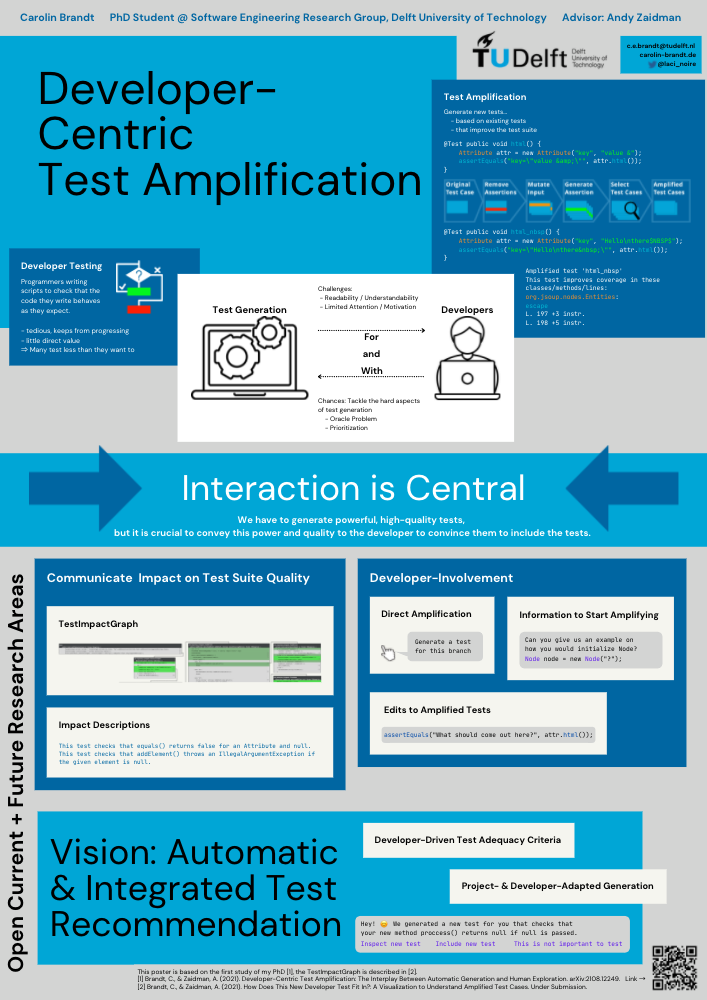 Carolin Brandt PhD Student @ Software Engineering Research Group, Delft University of Technology Advisor: Andy Zaidman
TU Delft Delft University of Technology
c.e.brandt@tudelft.nl
carolin-brandt.de
@laci_noire
Developer-
Centric
Test Amplification
Test Amplification
Generate new tests...
- based on existing tests
- that improve the test suite
@Test public void html() {
Attribute attr = new Attribute("key", "value &");
assertEquals("key=\"value &amp;\"", attr.html());
}
Original Test Case
Remove Assertions
Mutate Input
Generate Assertion
Select Test Cases
Amplified Test Cases
@Test public void html_nbsp() {
Attribute attr = new Attribute("key", "Hello\nthere$NBSP$");
assertEquals("key=\"Hello\nthere&nbsp;\"", attr.html());
}
Amplified test 'html_nbsp'
This test improves coverage in these
classes/methods/lines:
org.jsoup.nodes.Entities:
escape
L. 197 +3 instr.
L. 198 +5 instr.
Developer Testing
Programmers writing
scripts to check that the
code they write behaves
as they expect.
- tedious, keeps from progressing
- little direct value
⇒ Many test less than they want to
Test Generation
Challenges:
- Readability / Understandability
- Limited Attention / Motivation
For
and
With
Chances: Tackle the hard aspects
of test generation
- Oracle Problem
- Prioritization
Developers
Interaction is Central
We have to generate powerful, high-quality tests,
but it is crucial to convey this power and quality to the developer to convince them to include the tests.
Open Current + Future Research Areas
Communicate Impact on Test Suite Quality
TestImpactGraph
Impact Descriptions
This test checks that equals() returns false for an Attribute and null.
This test checks that addElement() throws an IllegalArgumentException if
the given element is null.
Developer-Involvement
Direct Amplification
Generate a test
for this branch
Information to Start Amplifying
Can you give us an example on
how you would initialize Node?
Node node = new Node("?");
Edits to Amplified Tests
assertEquals("What should come out here?", attr.html());
Vision: Automatic
& Integrated Test
Recommendation
Developer-Driven Test Adequacy Criteria
Project- & Developer-Adapted Generation
Hey! 😄 We generated a new test for you that checks that
your new method proccess() returns null if null is passed.
Inspect new test Include new test This is not important to test
This poster is based on the first study of my PhD [1], the TestImpactGraph is described in [2].
[1] Brandt, C., & Zaidman, A. (2021). Developer-Centric Test Amplification: The Interplay Between Automatic Generation and Human Exploration. arXiv:2108.12249. Link →
[2] Brandt, C., & Zaidman, A. (2021). How Does This New Developer Test Fit In?: A Visualization to Understand Amplified Test Cases. Under Submission.